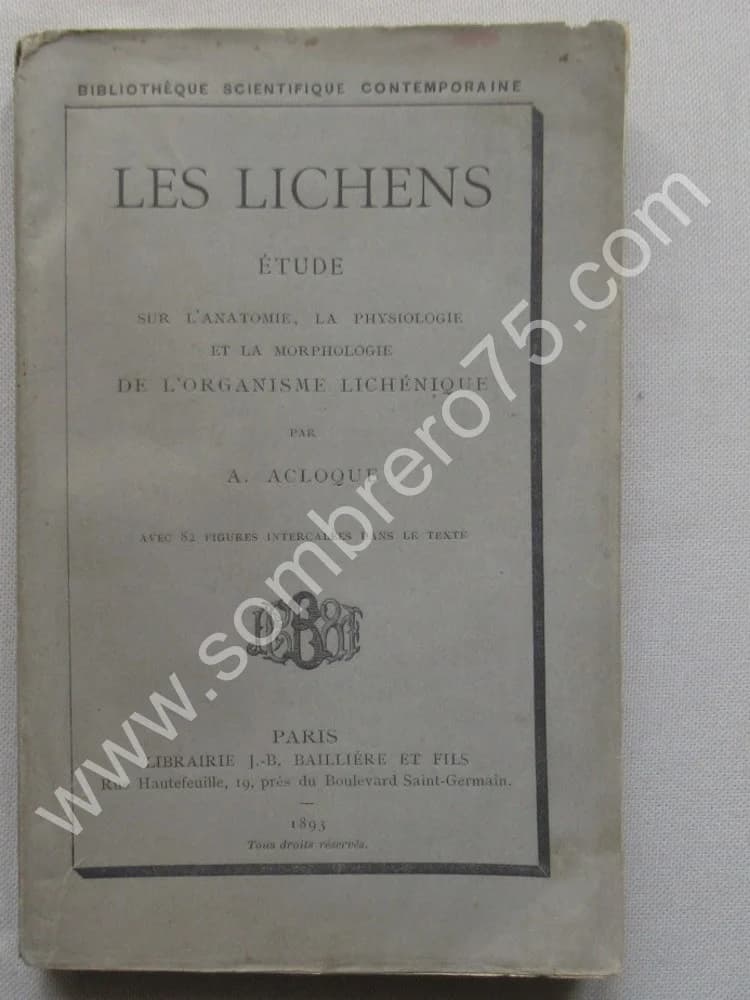 BIBLIOTHÈQUE SCIENTIFIQUE CONTEMPORAINE
LES LICHENS
ÉTUDE
SUR L'ANATOMIE, LA PHYSIOLOGIE
ET LA MORPHOLOGIE
DE L'ORGANISME LICHÉNIQUE
PAR
A. ACLOQUE
AVEC 82 FIGURES INTERCALÉES DANS LE TEXTE
PARIS
LIBRAIRIE J.-B. BAILLIÈRE ET FILS
Rue Hautefeuille, 19, près du Boulevard Saint-Germain.
1893
Tous droits réservés.
www.sombrero75.com